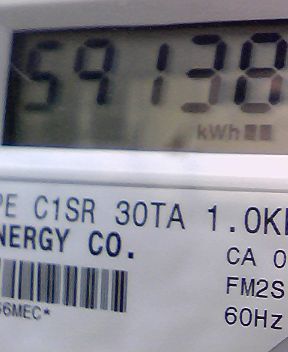 59138
kWh
PE C1SR 30TA 1.0K
NERGY CO.
CA 0
FM2S
6MEC*
60Hz